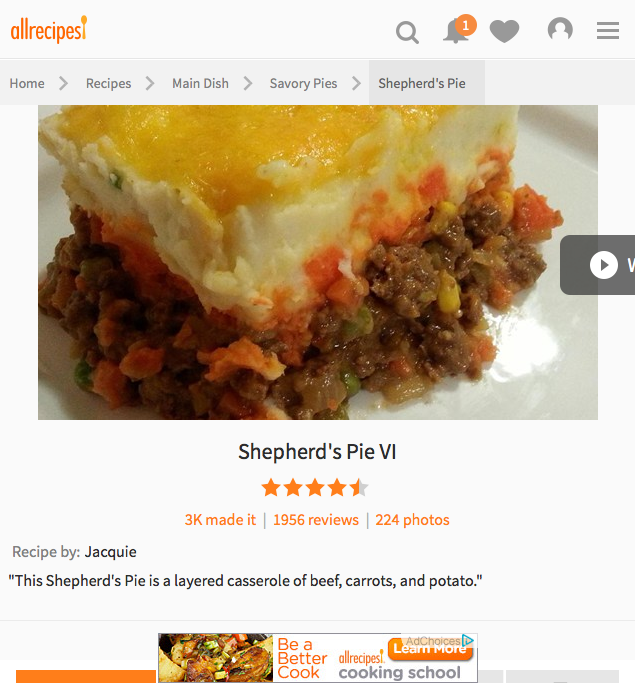 allrecipes
1
Home Recipes Main Dish Savory Pies Shepherd's Pie
Shepherd's Pie VI
3K made it | 1956 reviews | 224 photos
Recipe by: Jacquie
"This Shepherd's Pie is a layered casserole of beef, carrots, and potato."
Be a
Better
Cook
allrecipes
cooking school
Learn More
AdChoices